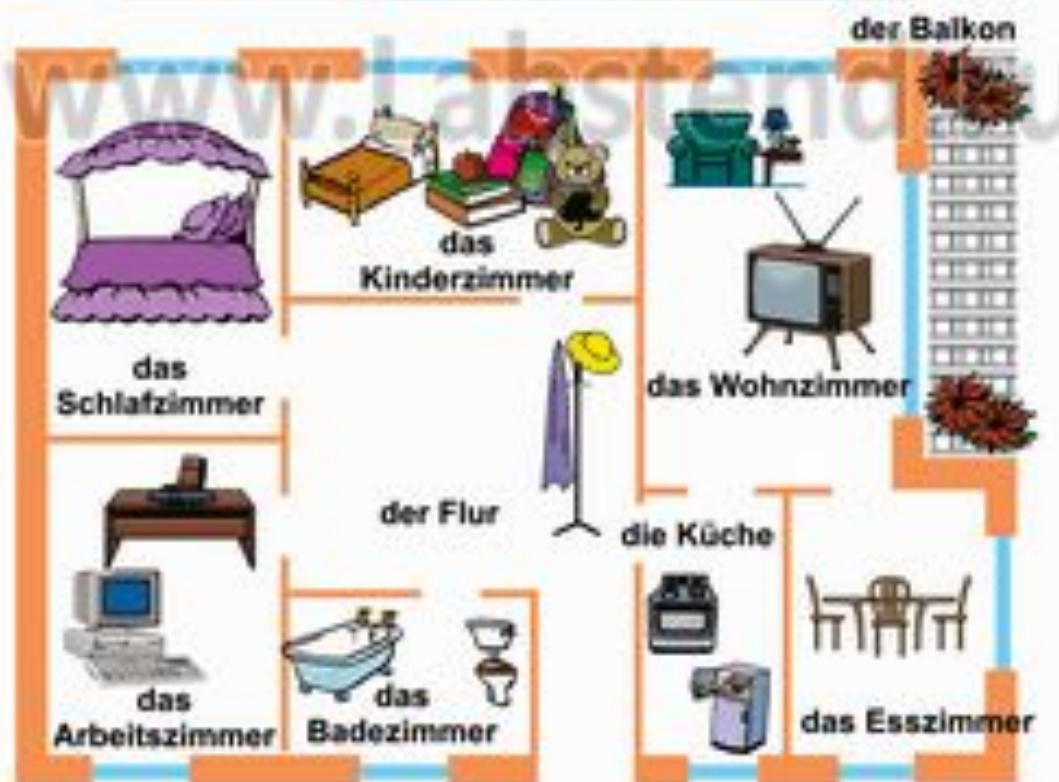 der Balkon
das
Kinderzimmer
das
Schlafzimmer
das Wohnzimmer
der Flur
die Küche
das
Arbeitszimmer
das
Badezimmer
das Esszimmer